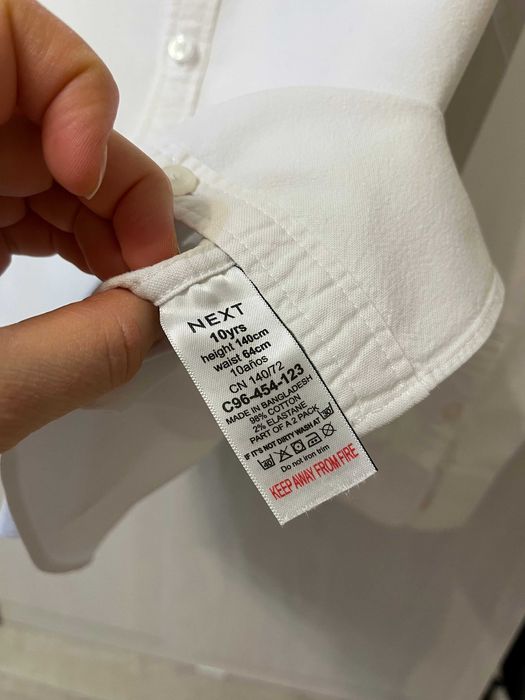 NEXT
10yrs
height 140cm
waist 64cm
10años
CN 140/72
C96-454-123
MADE IN BANGLADESH
98% COTTON
2% ELASTANE
PART OF A 2 PACK
IF IT'S NOT DIRTY WASH AT 30
Do not iron trim
KEEP AWAY FROM FIRE